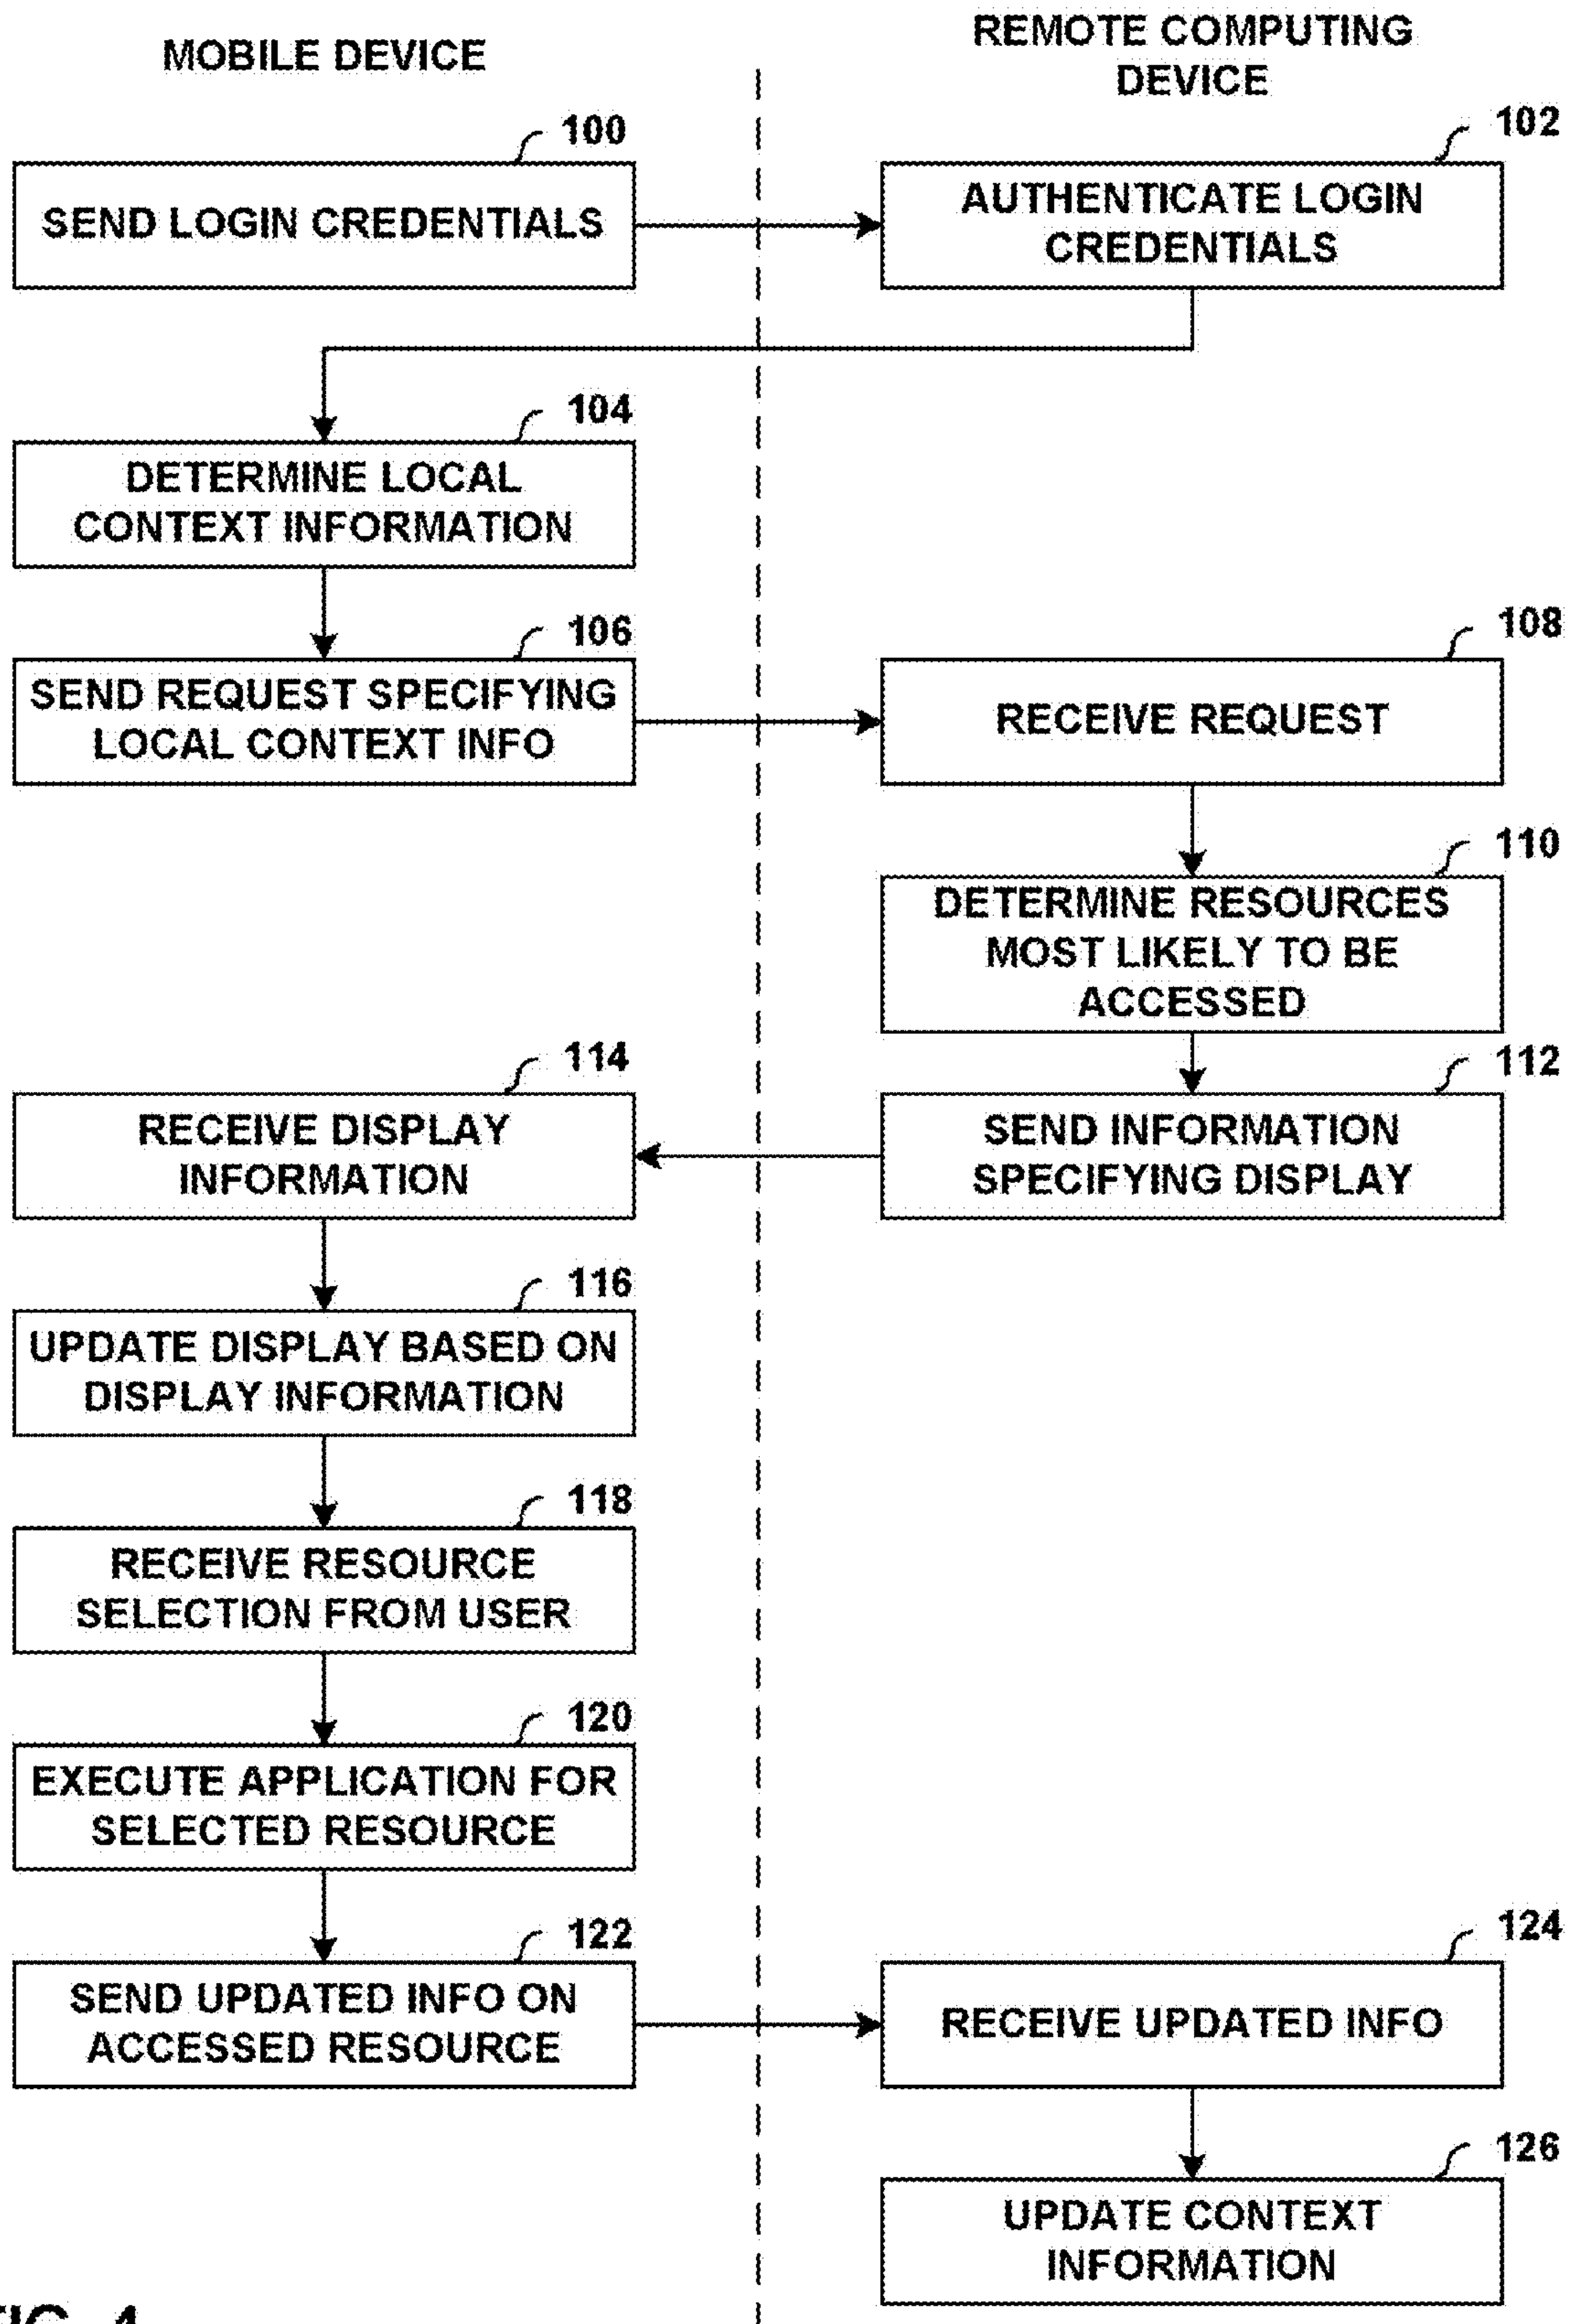 MOBILE DEVICE
REMOTE COMPUTING
DEVICE
100
SEND LOGIN CREDENTIALS
102
AUTHENTICATE LOGIN
CREDENTIALS
104
DETERMINE LOCAL
CONTEXT INFORMATION
106
SEND REQUEST SPECIFYING
LOCAL CONTEXT INFO
108
RECEIVE REQUEST
110
DETERMINE RESOURCES
MOST LIKELY TO BE
ACCESSED
112
SEND INFORMATION
SPECIFYING DISPLAY
114
RECEIVE DISPLAY
INFORMATION
116
UPDATE DISPLAY BASED ON
DISPLAY INFORMATION
118
RECEIVE RESOURCE
SELECTION FROM USER
120
EXECUTE APPLICATION FOR
SELECTED RESOURCE
122
SEND UPDATED INFO ON
ACCESSED RESOURCE
124
RECEIVE UPDATED INFO
126
UPDATE CONTEXT
INFORMATION